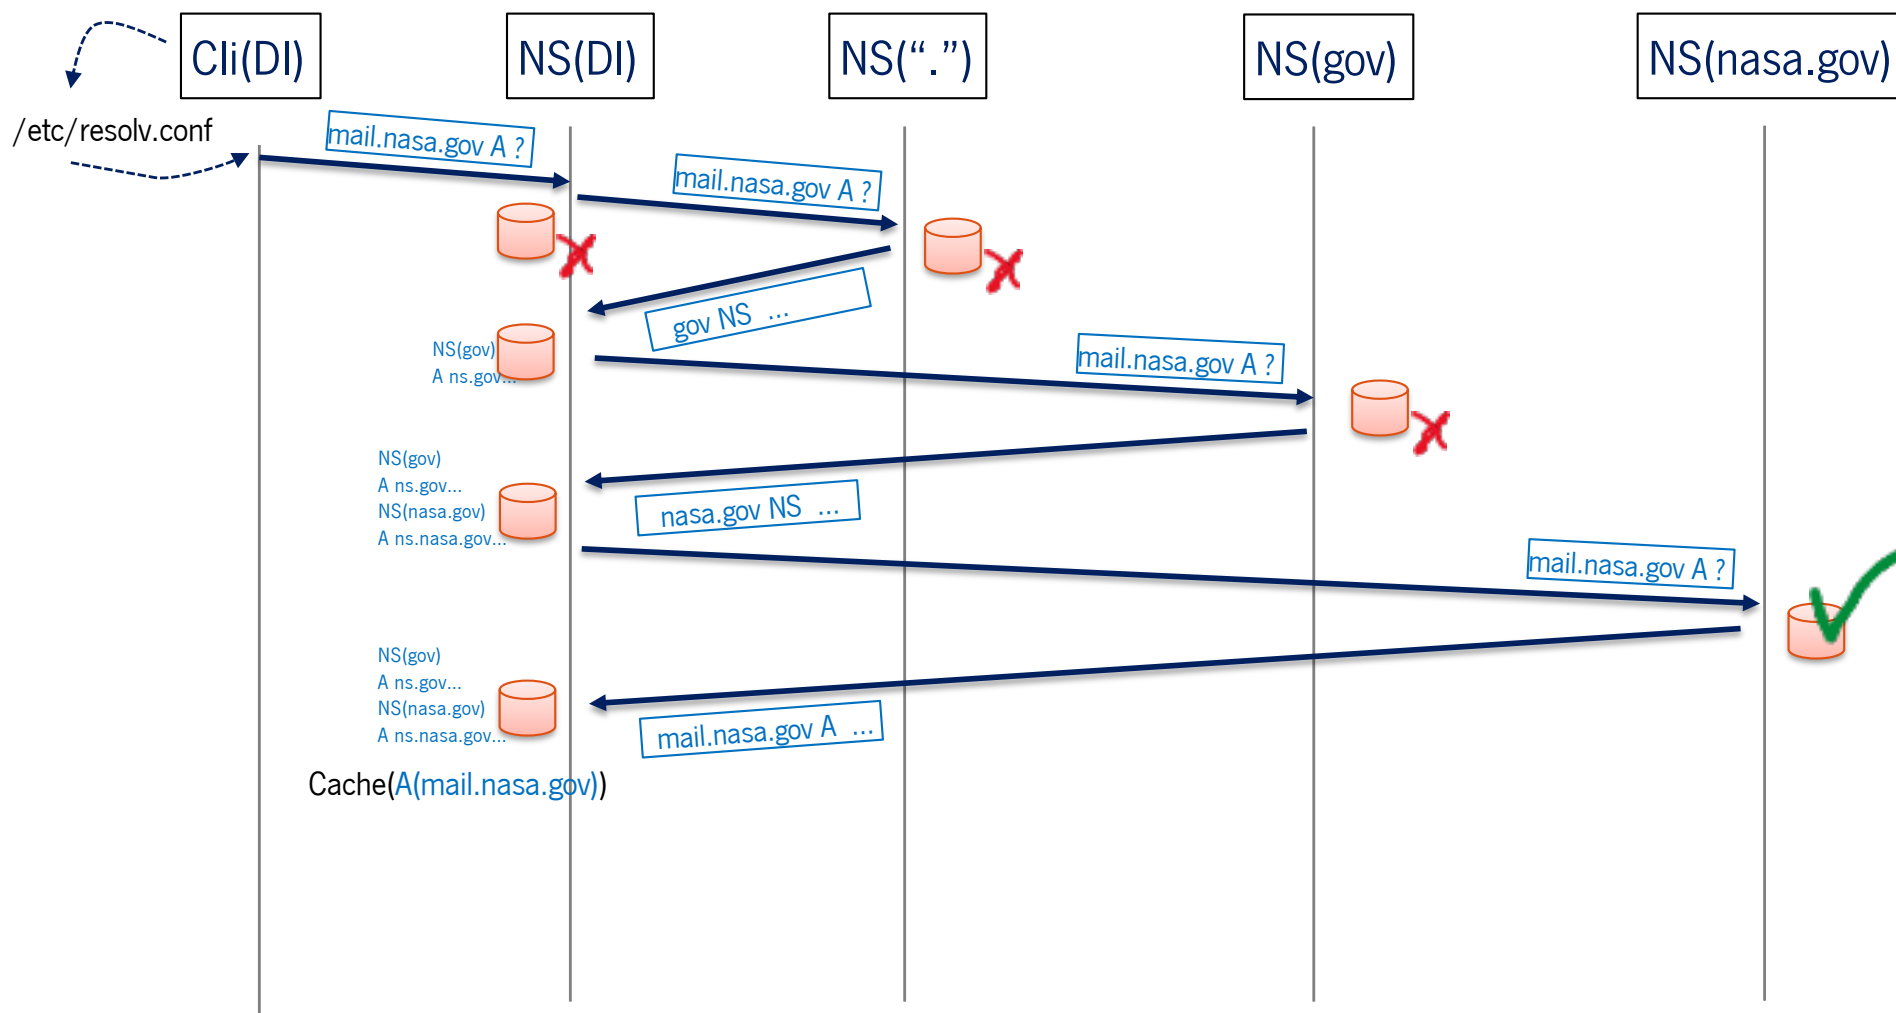 Cli(DI)
NS(DI)
NS(“.”)
NS(gov)
NS(nasa.gov)
/etc/resolv.conf
mail.nasa.gov A ?
mail.nasa.gov A ?
gov NS ...
NS(gov)
A ns.gov...
mail.nasa.gov A ?
NS(gov)
A ns.gov...
NS(nasa.gov)
A ns.nasa.gov...
nasa.gov NS ...
mail.nasa.gov A ?
NS(gov)
A ns.gov...
NS(nasa.gov)
A ns.nasa.gov...
mail.nasa.gov A ...
Cache(A(mail.nasa.gov))